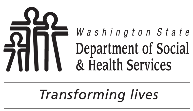 Washington State
Department of Social
& Health Services
Transforming lives